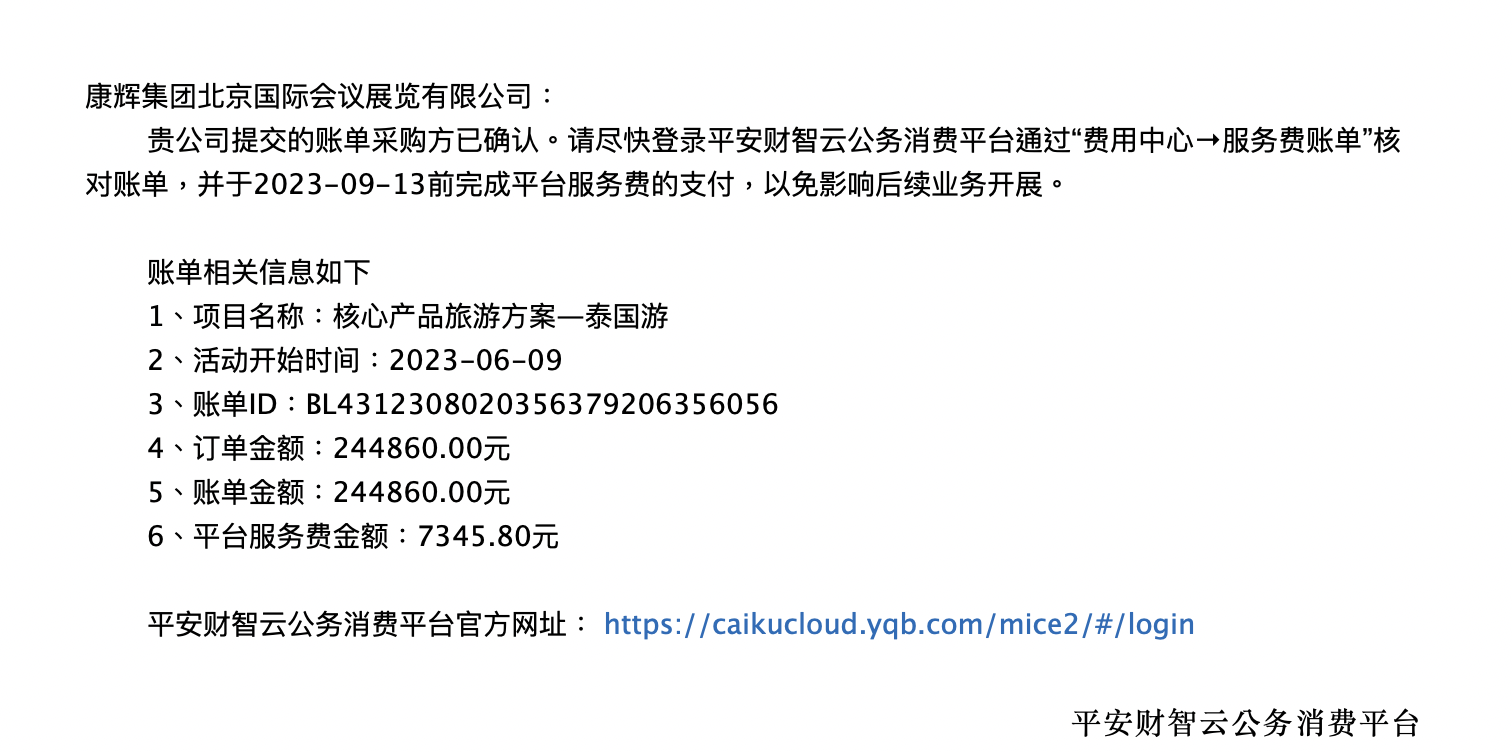 康辉集团北京国际会议展览有限公司：
贵公司提交的账单采购方已确认。请尽快登录平安财智云公务消费平台通过“费用中心→服务费账单”核
对账单，并于2023-09-13前完成平台服务费的支付，以免影响后续业务开展。
账单相关信息如下
1、项目名称：核心产品旅游方案—泰国游
2、活动开始时间：2023-06-09
3、账单ID：BL4312308020356379206356056
4、订单金额：244860.00元
5、账单金额：244860.00元
6、平台服务费金额：7345.80元
平安财智云公务消费平台官方网址： https://caikucloud.yqb.com/mice2/#/login
平安财智云公务消费平台